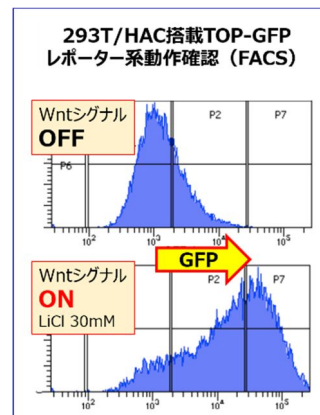 293T/HAC搭載TOP-GFP
レポーター系動作確認（FACS）
Wntシグナル
OFF
P2
P7
P6
10²
10³
10⁴
10⁵
GFP
Wntシグナル
ON
LiCl 30mM
P2
P7
10²
10³
10⁴
10⁵